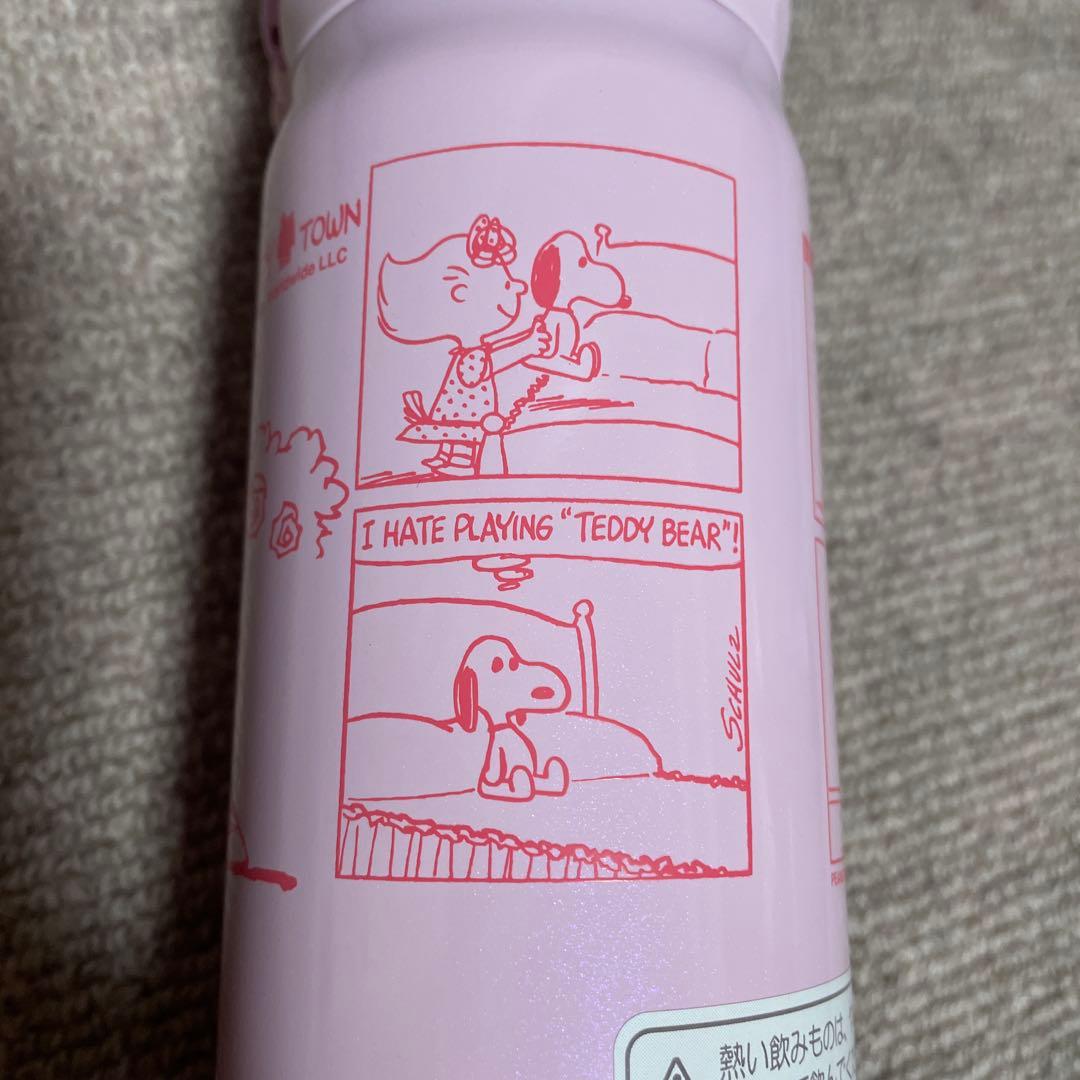 TOWN
LLC
I HATE PLAYING "TEDDY BEAR"!
SCHULZ
熱い飲みものは、